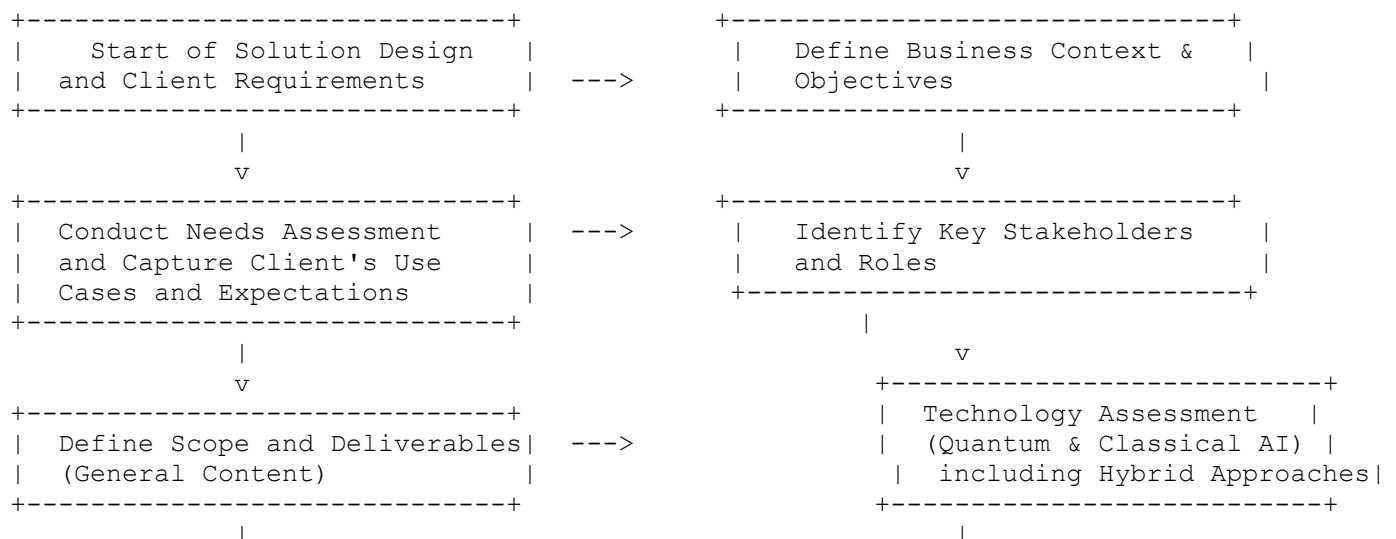 +------------------------------+            +-------------------------------+
|    Start of Solution Design   |            |   Define Business Context &   |
|  and Client Requirements      |  --->      |   Objectives                    |
+------------------------------+            +-------------------------------+
              |                                            |
              v                                            v
+------------------------------+            +-------------------------------+
|  Conduct Needs Assessment     |  --->      |   Identify Key Stakeholders    |
|  and Capture Client's Use     |            |   and Roles                    |
|  Cases and Expectations       |            +-------------------------------+
+------------------------------+                     |
              |                                            v
              v                                       +---------------------------+
+------------------------------+                      |  Technology Assessment   |
|  Define Scope and Deliverables|  --->               |  (Quantum & Classical AI) |
|  (General Content)            |                      |  including Hybrid Approaches|
+------------------------------+                      +---------------------------+
              |                                            |